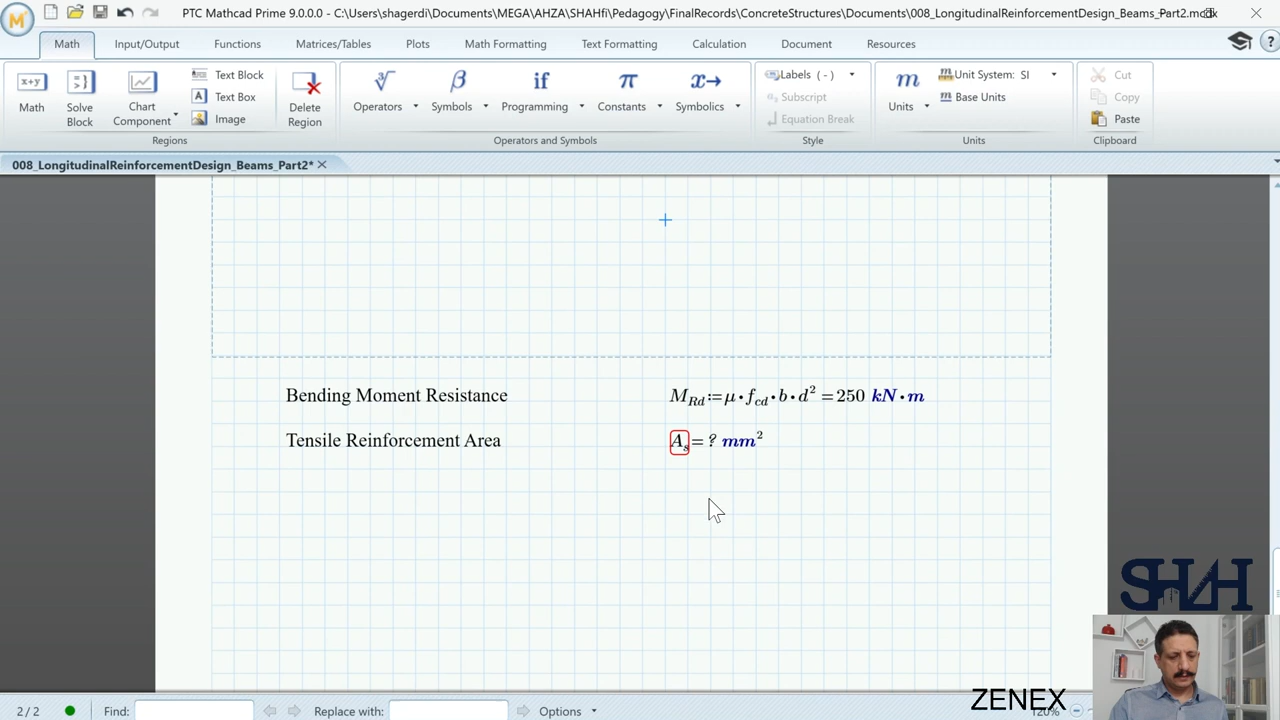 PTC Mathcad Prime 9.0.0.0 - C:\Users\shagerdi\Documents\MEGA\AHZA\SHAHfi\Pedagogy\FinalRecords\ConcreteStructures\Documents\008_LongitudinalReinforcementDesign_Beams_Part2.mcdx
Math Input/Output Functions Matrices/Tables Plots Math Formatting Text Formatting Calculation Document Resources
Math
Solve Block
Chart Component
Text Block
Text Box
Image
Delete Region
Operators
Symbols
Programming
Constants
Symbolics
Labels ( - )
Subscript
Equation Break
Units
Unit System: SI
Base Units
Cut
Copy
Paste
Regions Operators and Symbols Style Units Clipboard
008_LongitudinalReinforcementDesign_Beams_Part2*
Bending Moment Resistance M_Rd := μ • f_cd • b • d² = 250 kN • m
Tensile Reinforcement Area A_s = ? mm²
SHZH
ZENEX
2 / 2 Find: Replace with: Options 120%